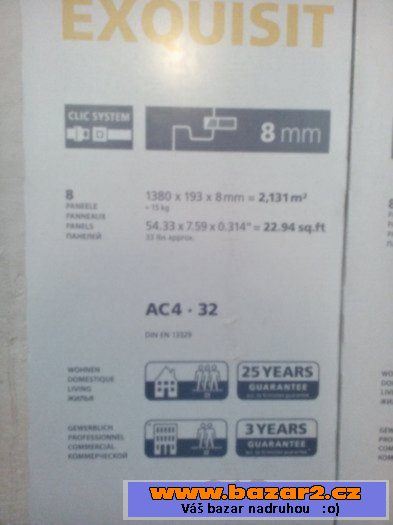 EXQUISIT
CLIC SYSTEM
8 mm
8
PANEELE
PANNEAUX
PANELS
ПАНЕЛЕЙ
1380 x 193 x 8 mm = 2,131 m²
≈ 15 kg
54.33 x 7.59 x 0.314" = 22.94 sq.ft
33 lbs approx.
AC4 - 32
DIN EN 13329
WOHNEN
DOMESTIQUE
LIVING
ЖИЛЬЯ
25 YEARS
GUARANTEE
GEWERBLICH
PROFESSIONNEL
COMMERCIAL
КОММЕРЧЕСКОЙ
3 YEARS
GUARANTEE
www.bazar2.cz
Váš bazar nadruhou :o)